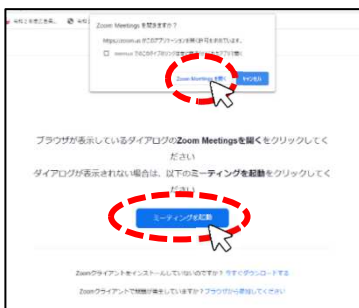 Zoom Meetings を開きますか？
Zoom Meetings を開く
キャンセル
ブラウザが表示しているダイアログのZoom Meetingsを開くをクリックしてく
ださい
ダイアログが表示されない場合は、以下のミーティングを起動をクリックしてく
ださい
ミーティングを起動
Zoomクライアントをインストールしていないのですか？ 今すぐダウンロードする
Zoomクライアントで問題が発生していますか？ブラウザから参加してください